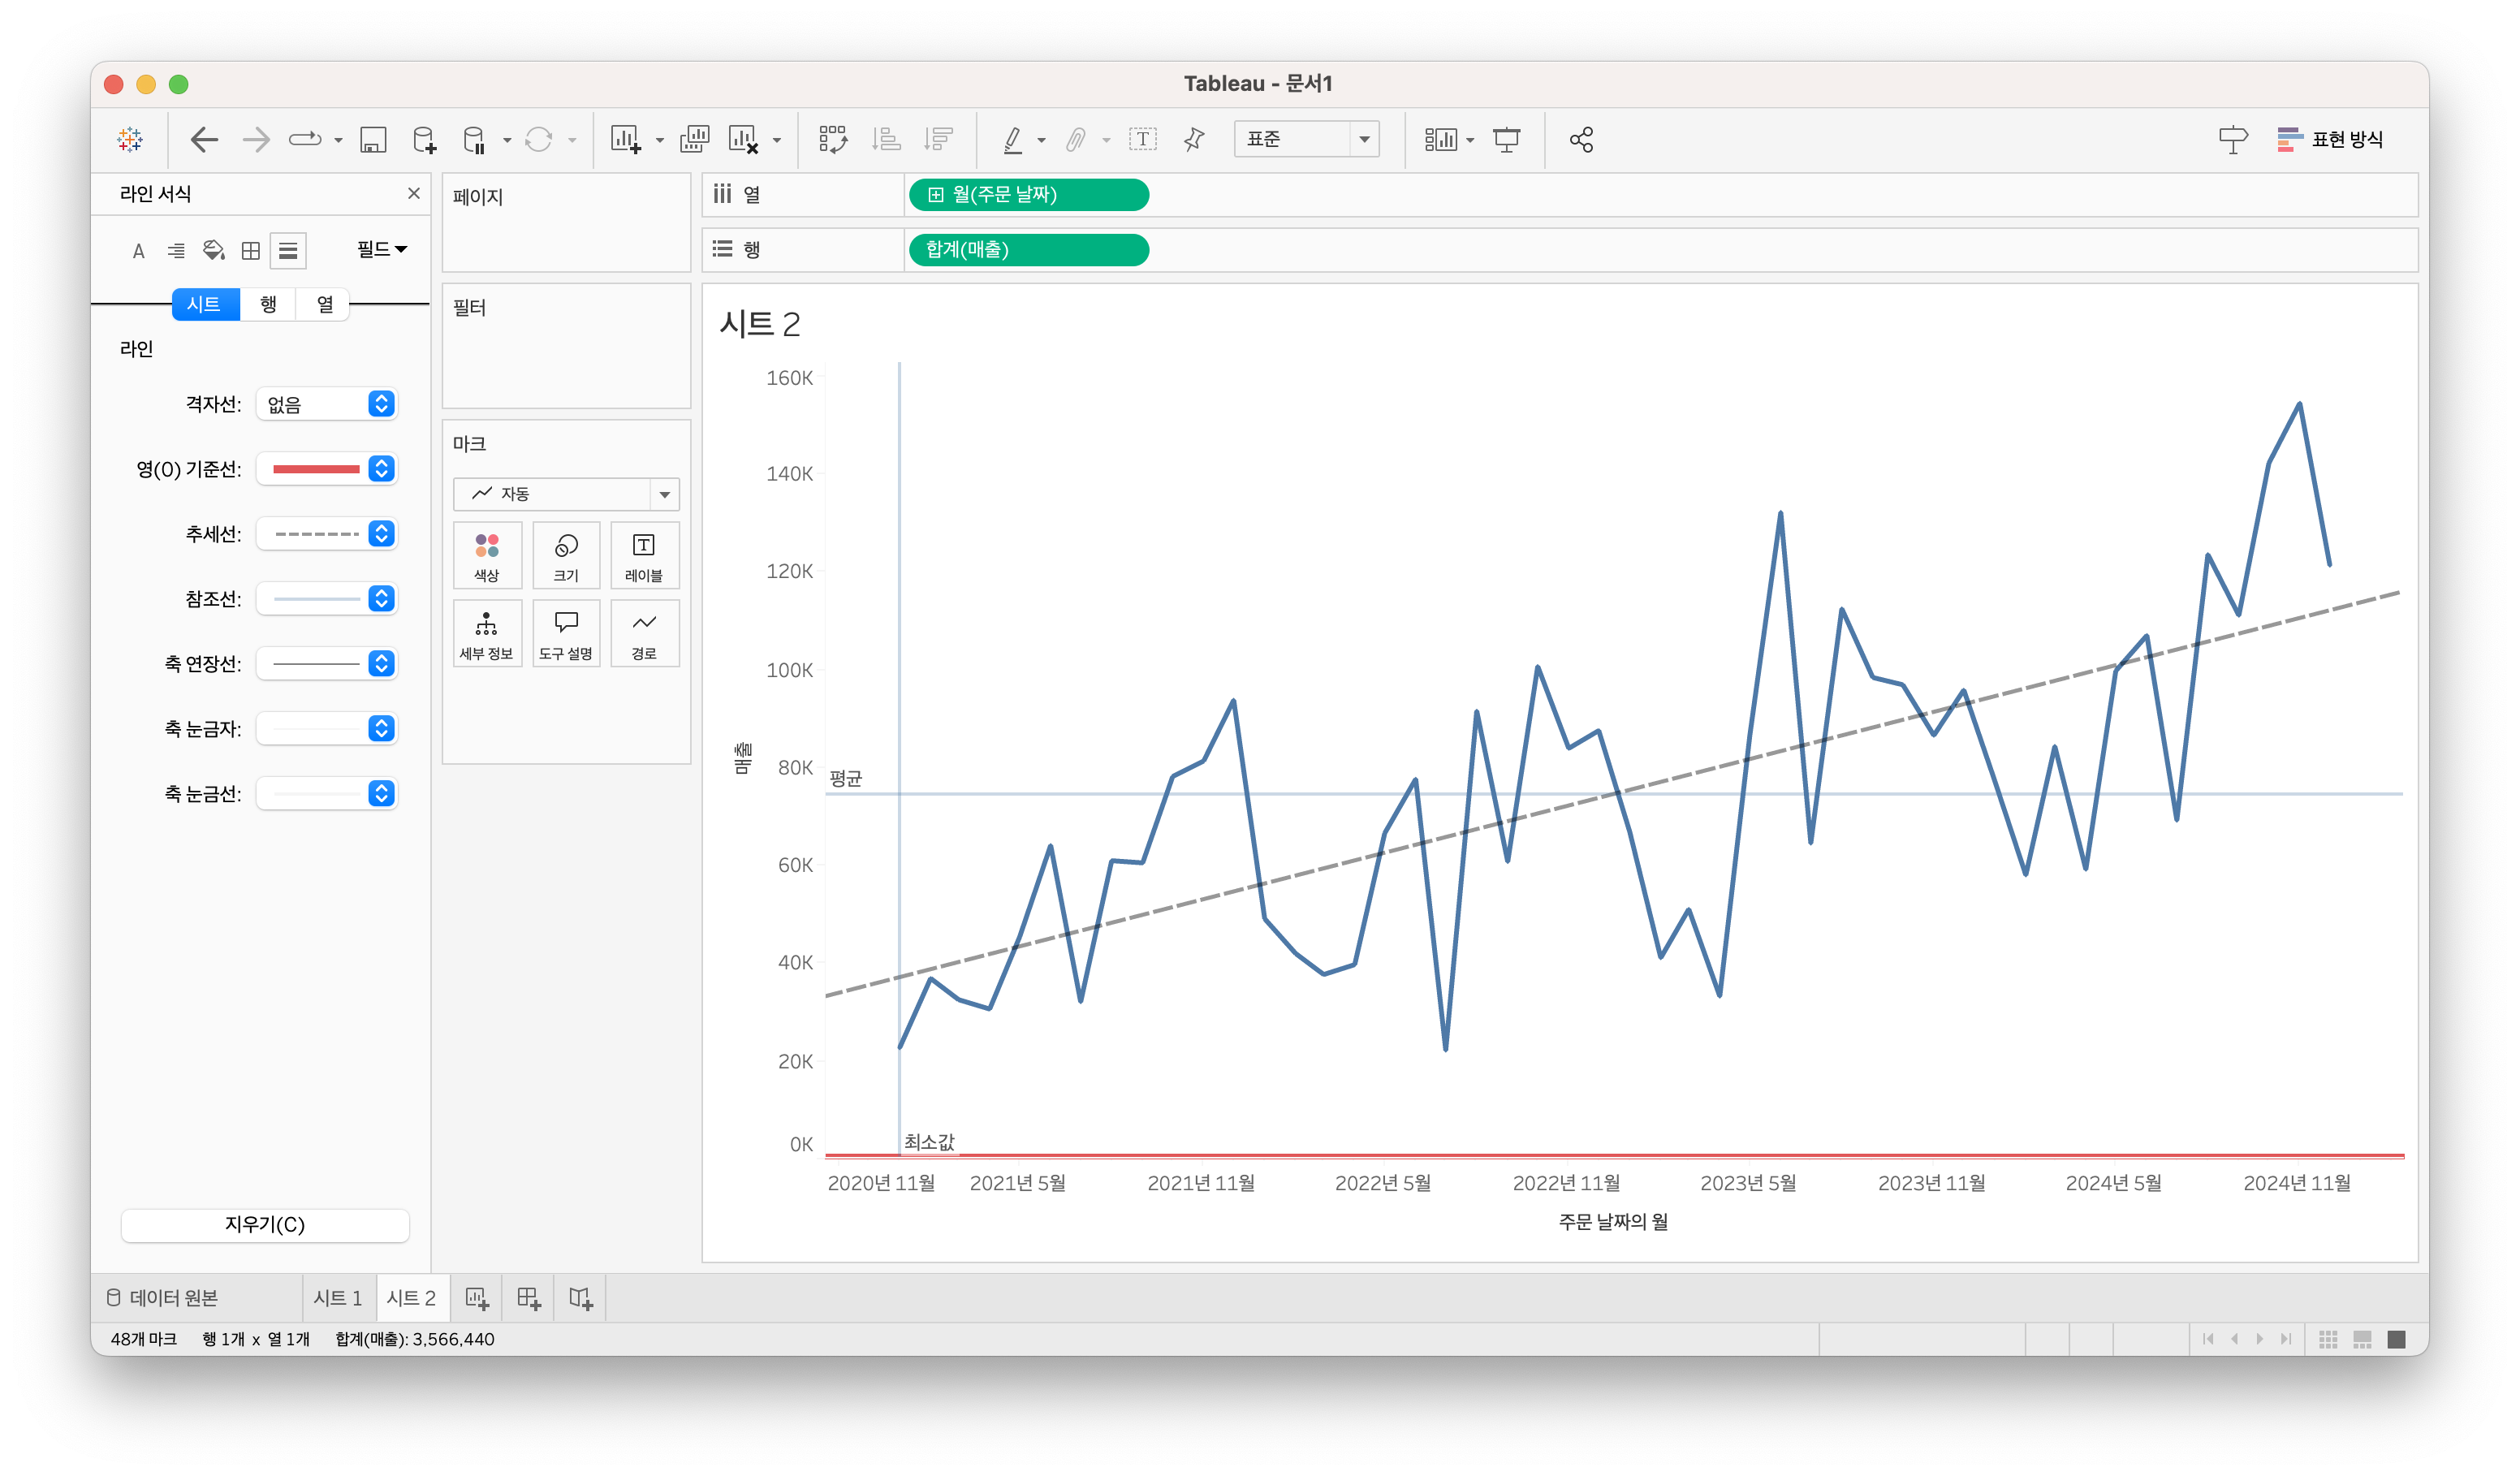 Tableau - 문서1
표준
표현 방식
라인 서식
A
필드
시트
행
열
라인
격자선:
없음
영(0) 기준선:
추세선:
참조선:
축 연장선:
축 눈금자:
축 눈금선:
지우기(C)
페이지
필터
마크
자동
색상
크기
레이블
세부 정보
도구 설명
경로
열
월(주문 날짜)
행
합계(매출)
시트 2
160K
140K
120K
100K
80K
60K
40K
20K
0K
매출
평균
최소값
2020년 11월
2021년 5월
2021년 11월
2022년 5월
2022년 11월
2023년 5월
2023년 11월
2024년 5월
2024년 11월
주문 날짜의 월
데이터 원본
시트 1
시트 2
48개 마크
행 1개 x 열 1개
합계(매출): 3,566,440